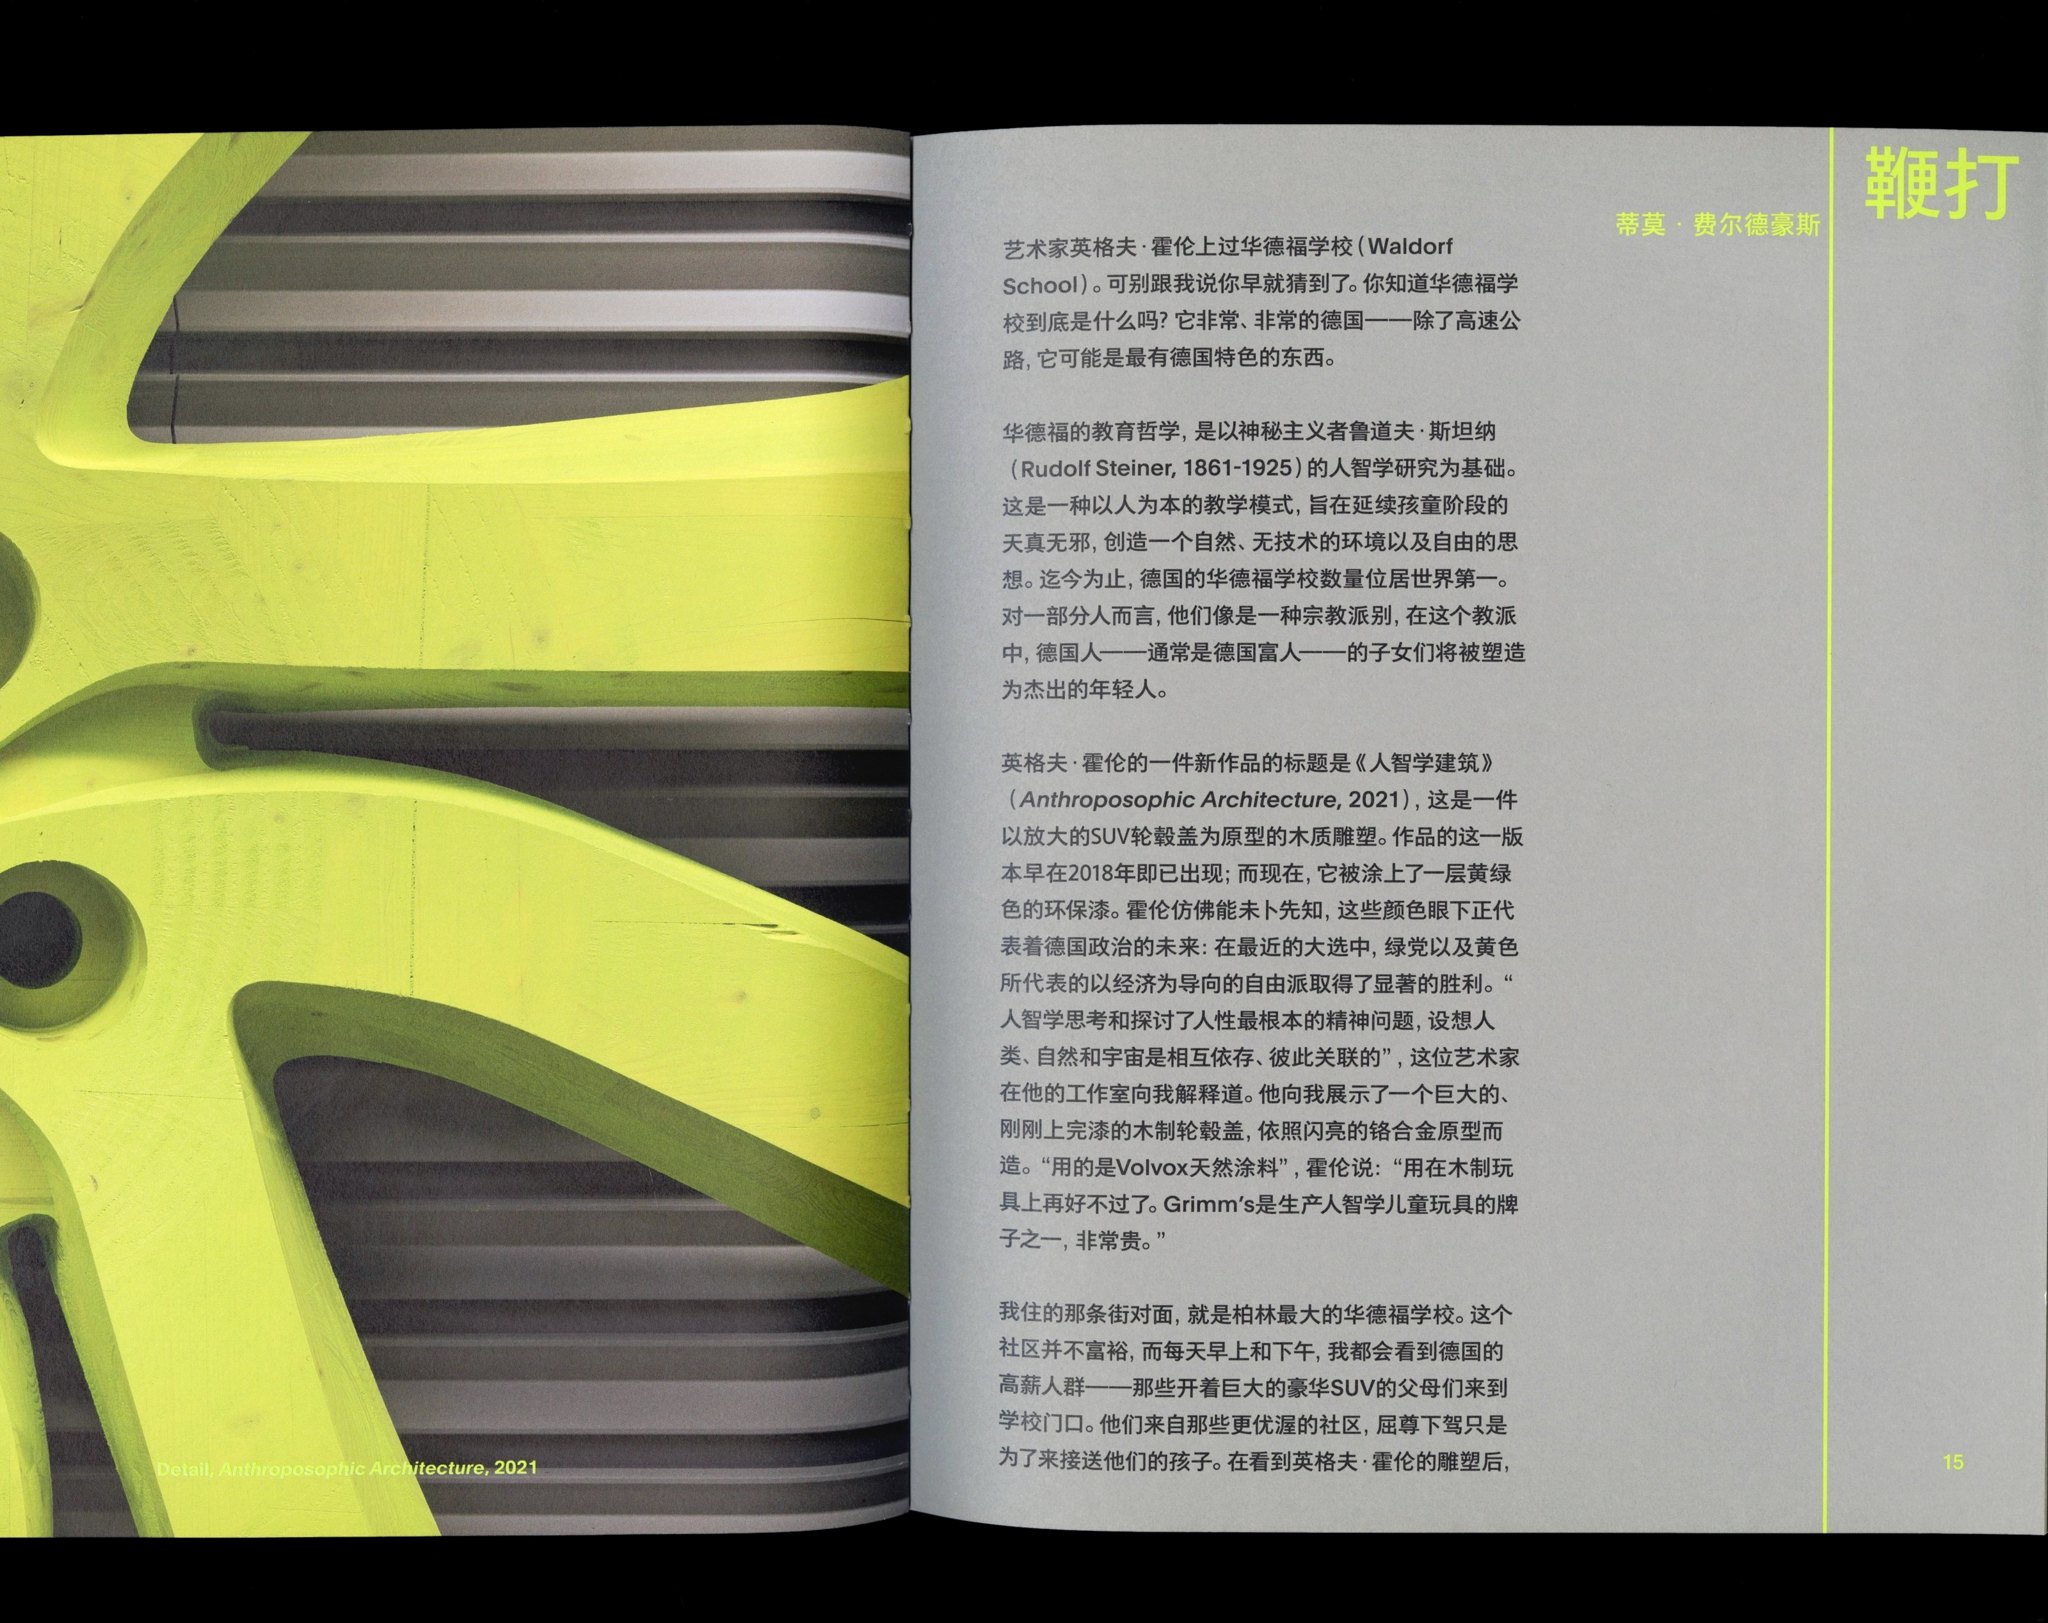 Detail, Anthroposophic Architecture, 2021
鞭打
蒂莫·费尔德豪斯
艺术家英格夫·霍伦上过华德福学校(Waldorf
School)。可别跟我说你早就猜到了。你知道华德福学
校到底是什么吗?它非常、非常的德国——除了高速公
路,它可能是最有德国特色的东西。
华德福的教育哲学,是以神秘主义者鲁道夫·斯坦纳
(Rudolf Steiner, 1861-1925)的人智学研究为基础。
这是一种以人为本的教学模式,旨在延续孩童阶段的
天真无邪,创造一个自然、无技术的环境以及自由的思
想。迄今为止,德国的华德福学校数量位居世界第一。
对一部分人而言,他们像是一种宗教派别,在这个教派
中,德国人——通常是德国富人——的子女们将被塑造
为杰出的年轻人。
英格夫·霍伦的一件新作品的标题是《人智学建筑》
(Anthroposophic Architecture, 2021),这是一件
以放大的SUV轮毂盖为原型的木质雕塑。作品的这一版
本早在2018年即已出现;而现在,它被涂上了一层黄绿
色的环保漆。霍伦仿佛能未卜先知,这些颜色眼下正代
表着德国政治的未来:在最近的大选中,绿党以及黄色
所代表的以经济为导向的自由派取得了显著的胜利。“
人智学思考和探讨了人性最根本的精神问题,设想人
类、自然和宇宙是相互依存、彼此关联的”,这位艺术家
在他的工作室向我解释道。他向我展示了一个巨大的、
刚刚上完漆的木制轮毂盖,依照闪亮的铬合金原型而
造。“用的是Volvox天然涂料”,霍伦说:“用在木制玩
具上再好不过了。Grimm’s是生产人智学儿童玩具的牌
子之一,非常贵。”
我住的那条街对面,就是柏林最大的华德福学校。这个
社区并不富裕,而每天早上和下午,我都会看到德国的
高薪人群——那些开着巨大的豪华SUV的父母们来到
学校门口。他们来自那些更优渥的社区,屈尊下驾只是
为了来接送他们的孩子。在看到英格夫·霍伦的雕塑后,
15